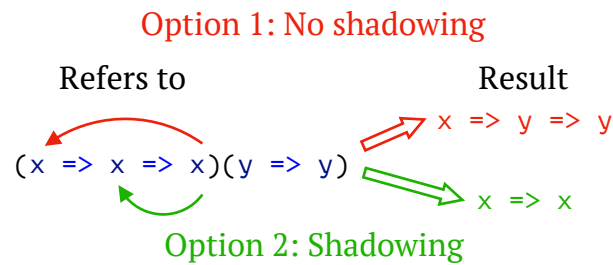 Option 1: No shadowing
Refers to
Result
x => y => y
(x => x => x)(y => y)
x => x
Option 2: Shadowing